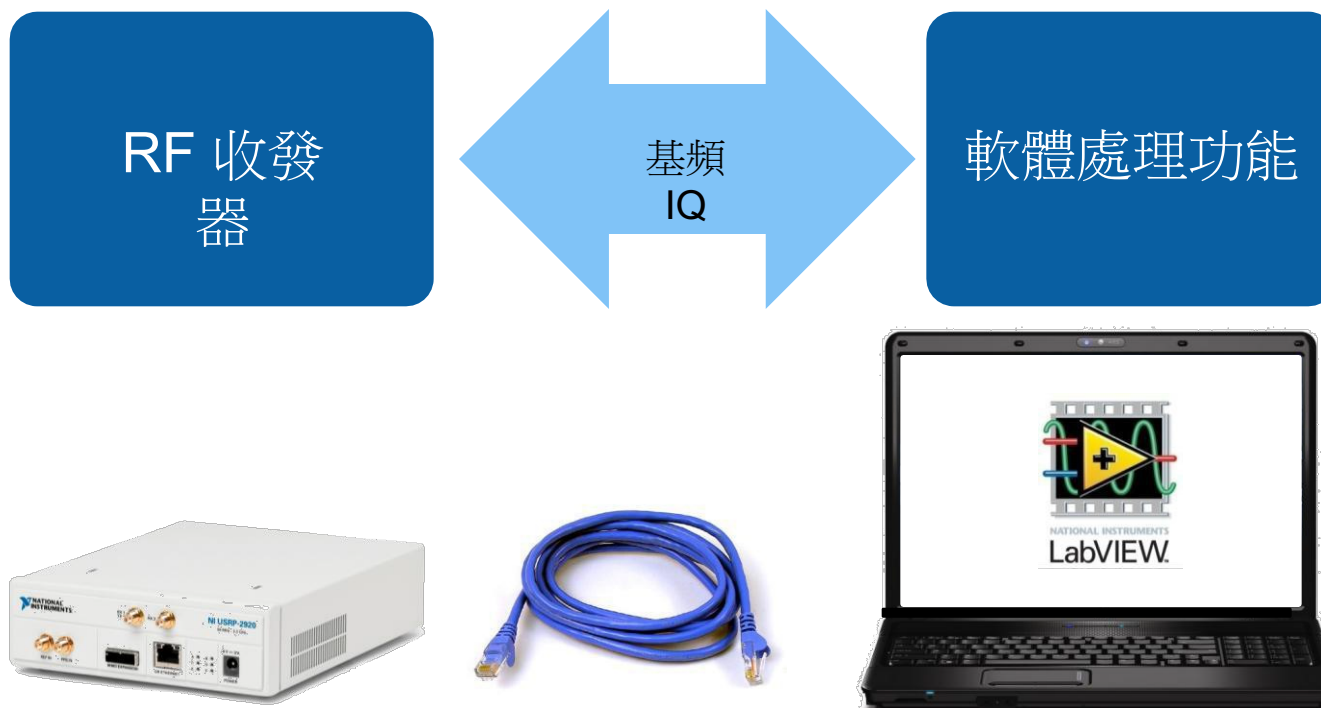 RF 收發
器
基頻
IQ
軟體處理功能
NATIONAL INSTRUMENTS
LabVIEW
NATIONAL
INSTRUMENTS
NI USRP-2920
POWER